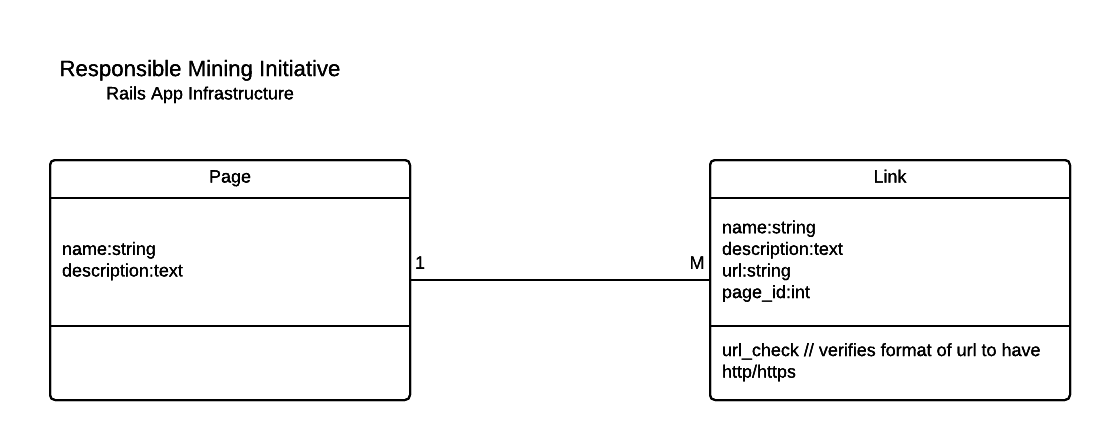 Responsible Mining Initiative
Rails App Infrastructure
Page
name:string
description:text
1
M
Link
name:string
description:text
url:string
page_id:int
url_check // verifies format of url to have
http/https